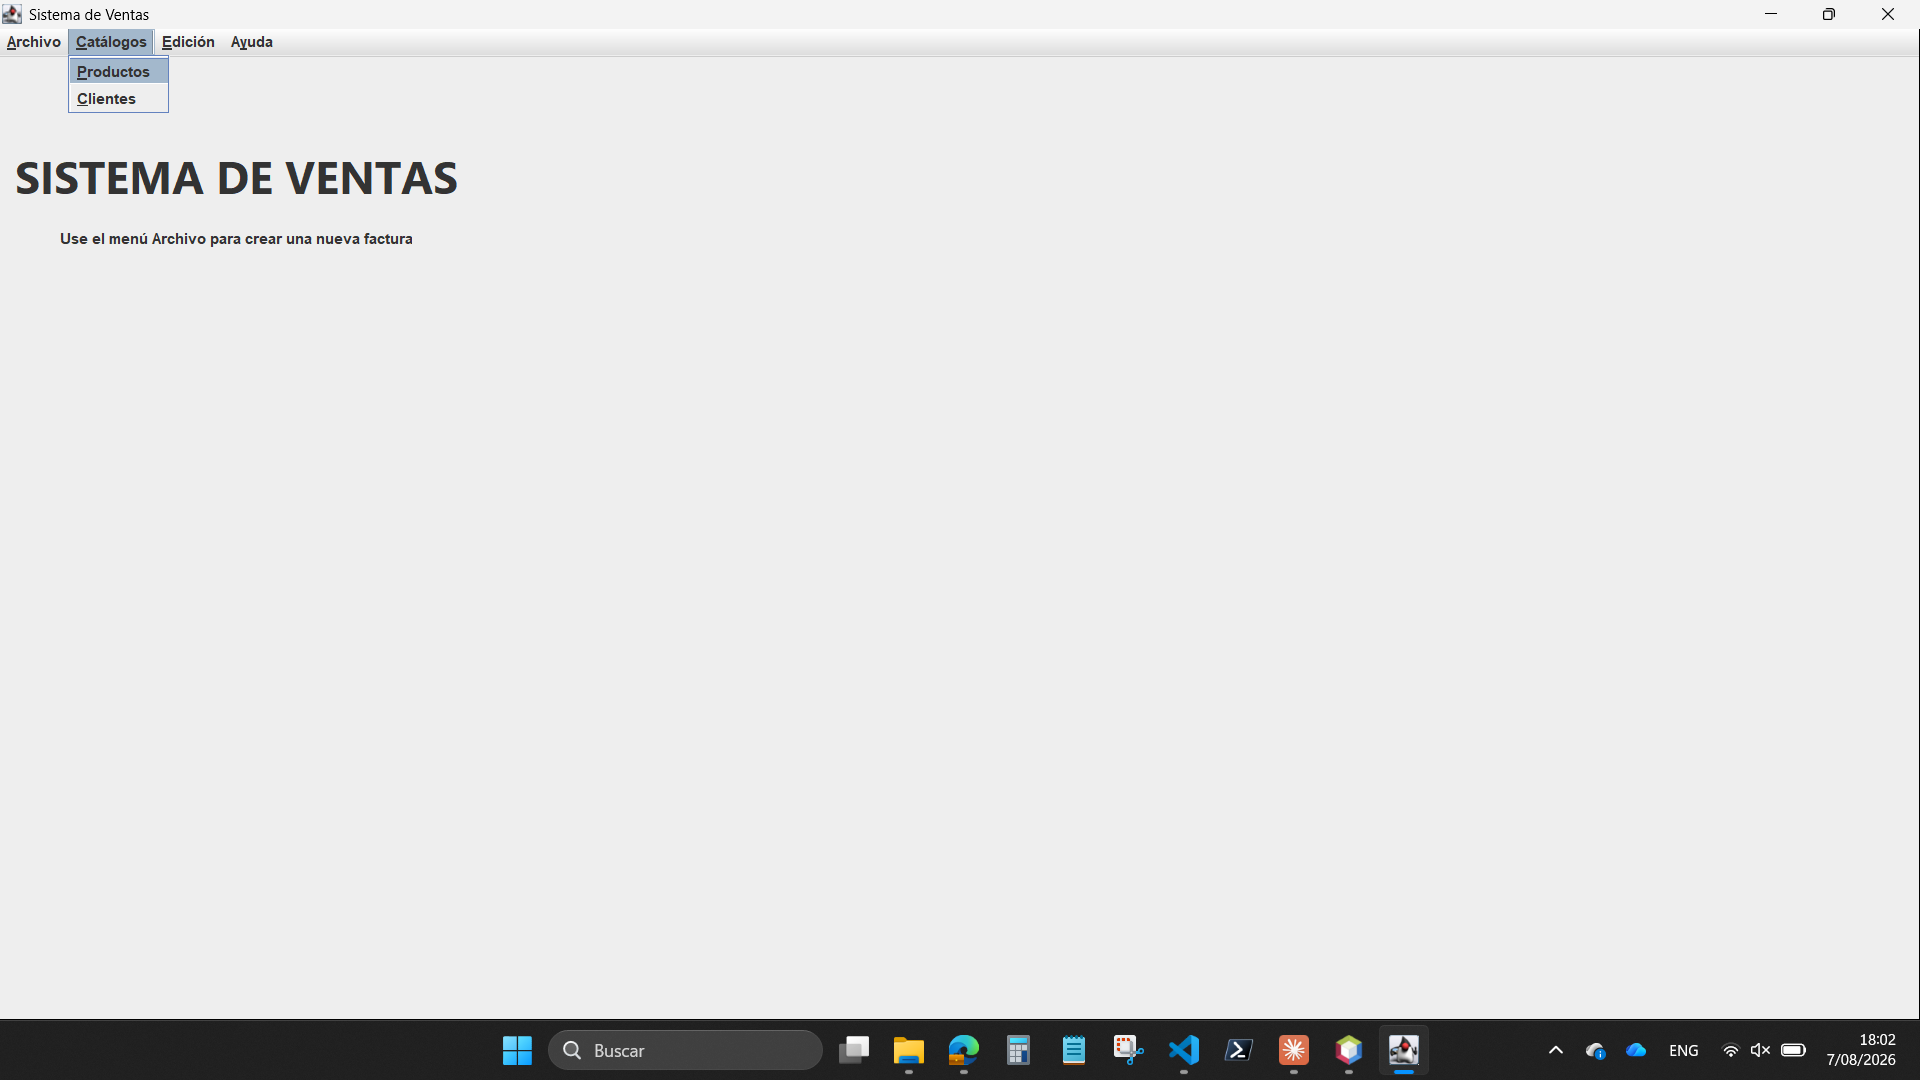 Sistema de Ventas
Archivo Catálogos Edición Ayuda
Productos
Clientes
SISTEMA DE VENTAS
Use el menú Archivo para crear una nueva factura
Buscar
ENG
18:02
7/08/2026